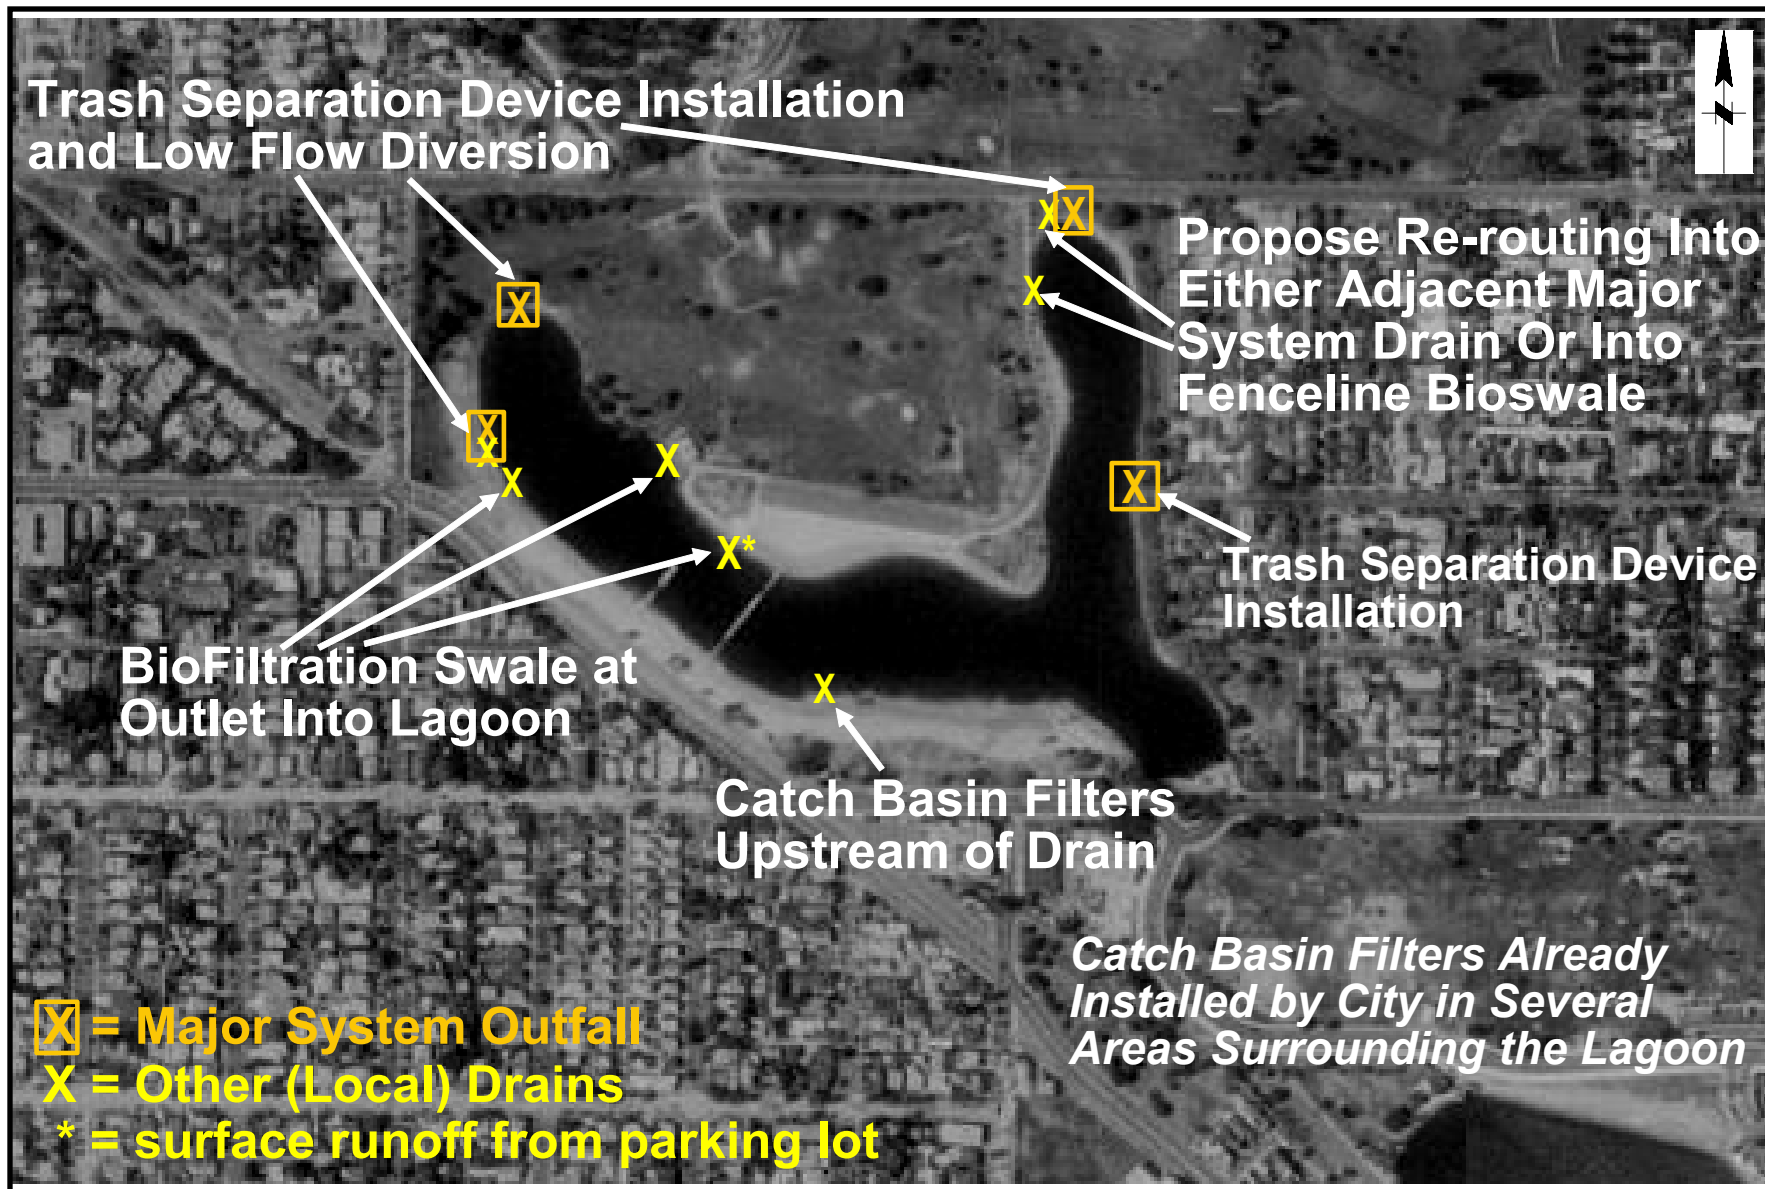 Trash Separation Device Installation
and Low Flow Diversion
N
X X
Propose Re-routing Into
Either Adjacent Major
System Drain Or Into
Fenceline Bioswale
X
X
X
X
X
X
X
X*
Trash Separation Device
Installation
BioFiltration Swale at
Outlet Into Lagoon
X
Catch Basin Filters
Upstream of Drain
Catch Basin Filters Already
Installed by City in Several
Areas Surrounding the Lagoon
X = Major System Outfall
X = Other (Local) Drains
* = surface runoff from parking lot